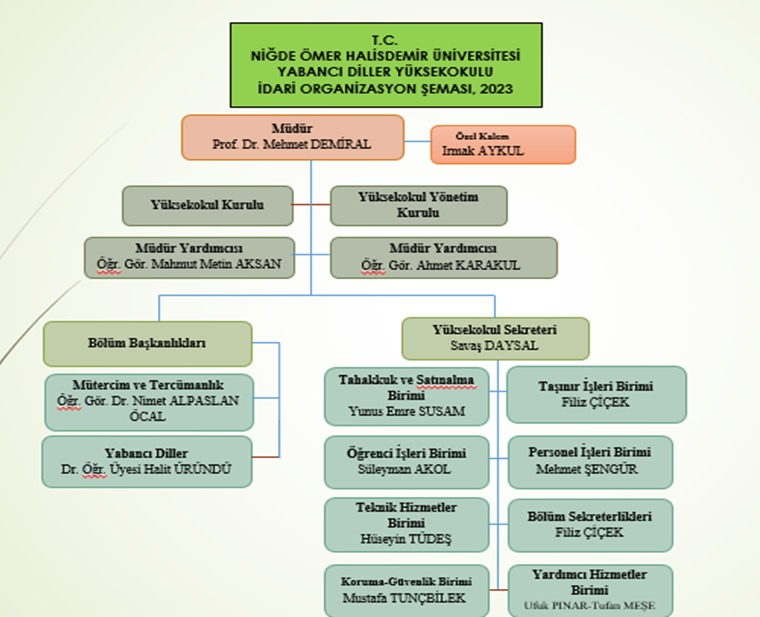 T.C.
NİĞDE ÖMER HALİSDEMİR ÜNİVERSİTESİ
YABANCI DİLLER YÜKSEKOKULU
İDARİ ORGANİZASYON ŞEMASI, 2023
Müdür
Prof. Dr. Mehmet DEMİRAL
Özel Kalem
Irmak AYKUL
Yüksekokul Kurulu
Yüksekokul Yönetim
Kurulu
Müdür Yardımcısı
Öğr. Gör. Mahmut Metin AKSAN
Müdür Yardımcısı
Öğr. Gör. Ahmet KARAKUL
Bölüm Başkanlıkları
Mütercim ve Tercümanlık
Öğr. Gör. Dr. Nimet ALPASLAN
ÖCAL
Yabancı Diller
Dr. Öğr. Üyesi Halit ÜRÜNDÜ
Yüksekokul Sekreteri
Savaş DAYSAL
Tahakkuk ve Satınalma
Birimi
Yunus Emre SUSAM
Taşınır İşleri Birimi
Filiz ÇİÇEK
Öğrenci İşleri Birimi
Süleyman AKOL
Personel İşleri Birimi
Mehmet ŞENGÜR
Teknik Hizmetler
Birimi
Hüseyin TÜDEŞ
Bölüm Sekreterlikleri
Filiz ÇİÇEK
Koruma-Güvenlik Birimi
Mustafa TUNÇBİLEK
Yardımcı Hizmetler
Birimi
Ufuk PINAR-Tufan MEŞE